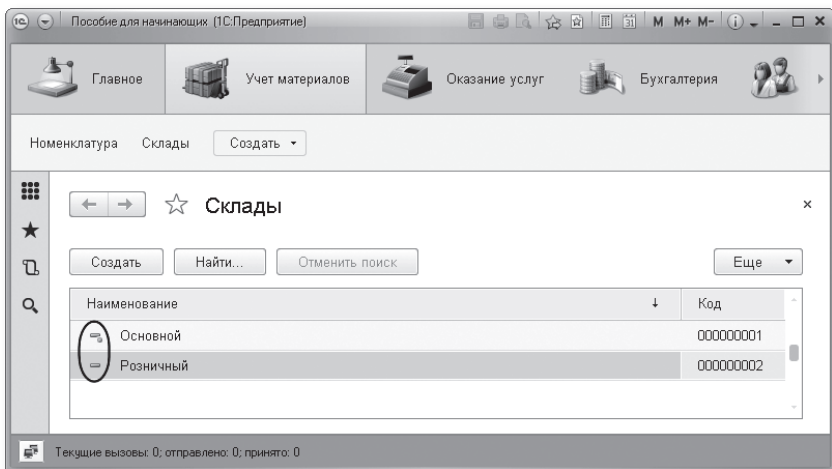 Пособие для начинающих (1С:Предприятие)
M M+ M-
Главное Учет материалов Оказание услуг Бухгалтерия
Номенклатура Склады Создать
Склады
Создать Найти... Отменить поиск Еще
Наименование Код
Основной 000000001
Розничный 000000002
Текущие вызовы: 0; отправлено: 0; принято: 0